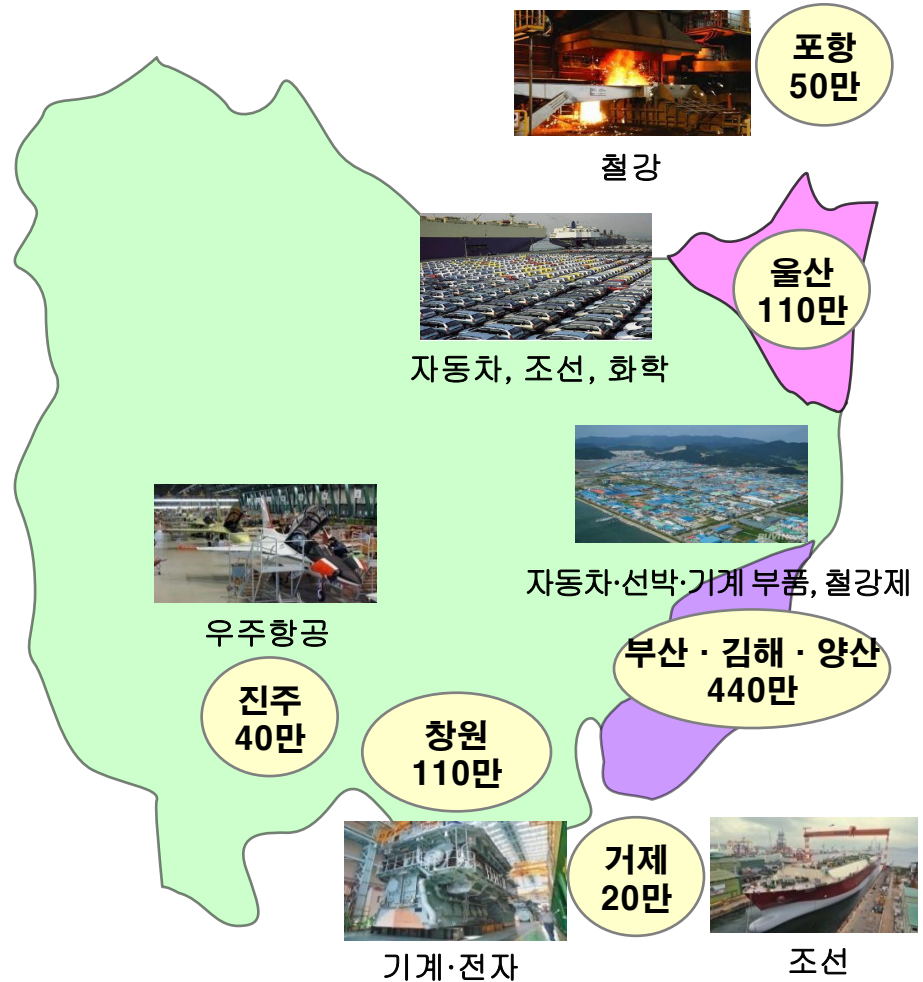 포항
50만
철강
울산
110만
자동차, 조선, 화학
자동차·선박·기계 부품, 철강제
우주항공
부산 · 김해 · 양산
440만
진주
40만
창원
110만
거제
20만
기계·전자
조선